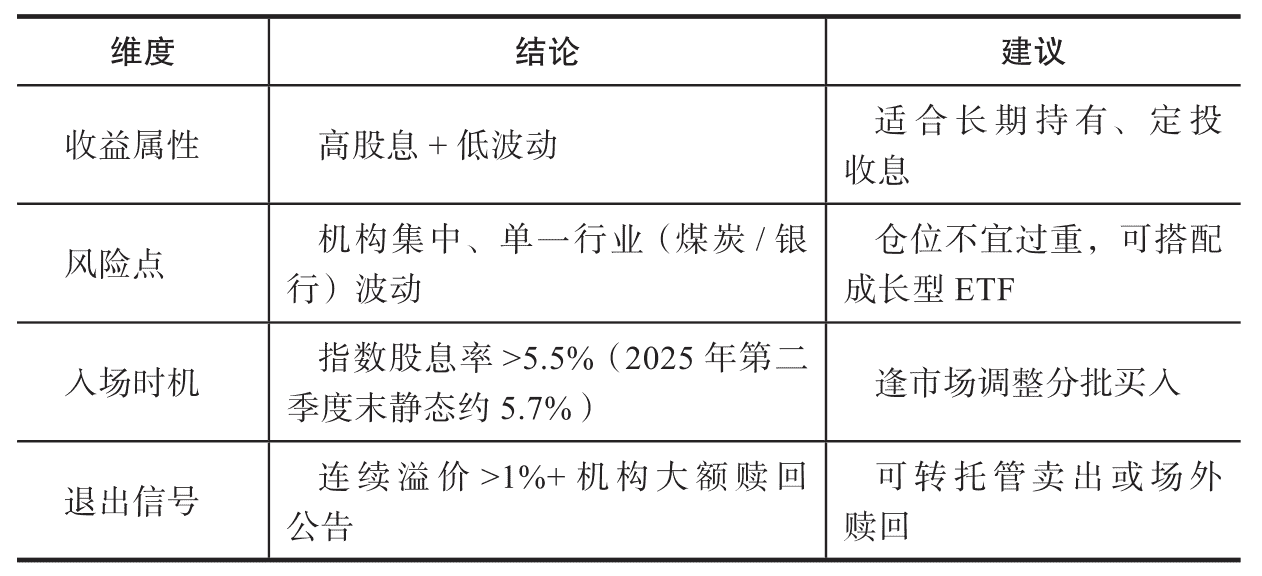 维度 结论 建议
收益属性 高股息 + 低波动 适合长期持有、定投
收息
风险点 机构集中、单一行业（煤炭 / 银
行）波动 仓位不宜过重，可搭配
成长型 ETF
入场时机 指数股息率 >5.5%（2025 年第二
季度末静态约 5.7%） 逢市场调整分批买入
退出信号 连续溢价 >1%+ 机构大额赎回
公告 可转托管卖出或场外
赎回